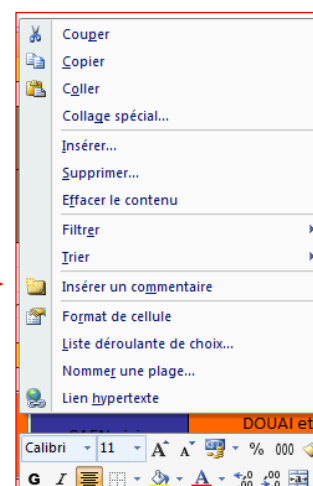 Couper
Copier
Coller
Collage spécial...
Insérer...
Supprimer...
Effacer le contenu
Filtrer
Trier
Insérer un commentaire
Format de cellule
Liste déroulante de choix...
Nommer une plage...
Lien hypertexte
DOUAI et
Calibri 11 A A % 000
G I A